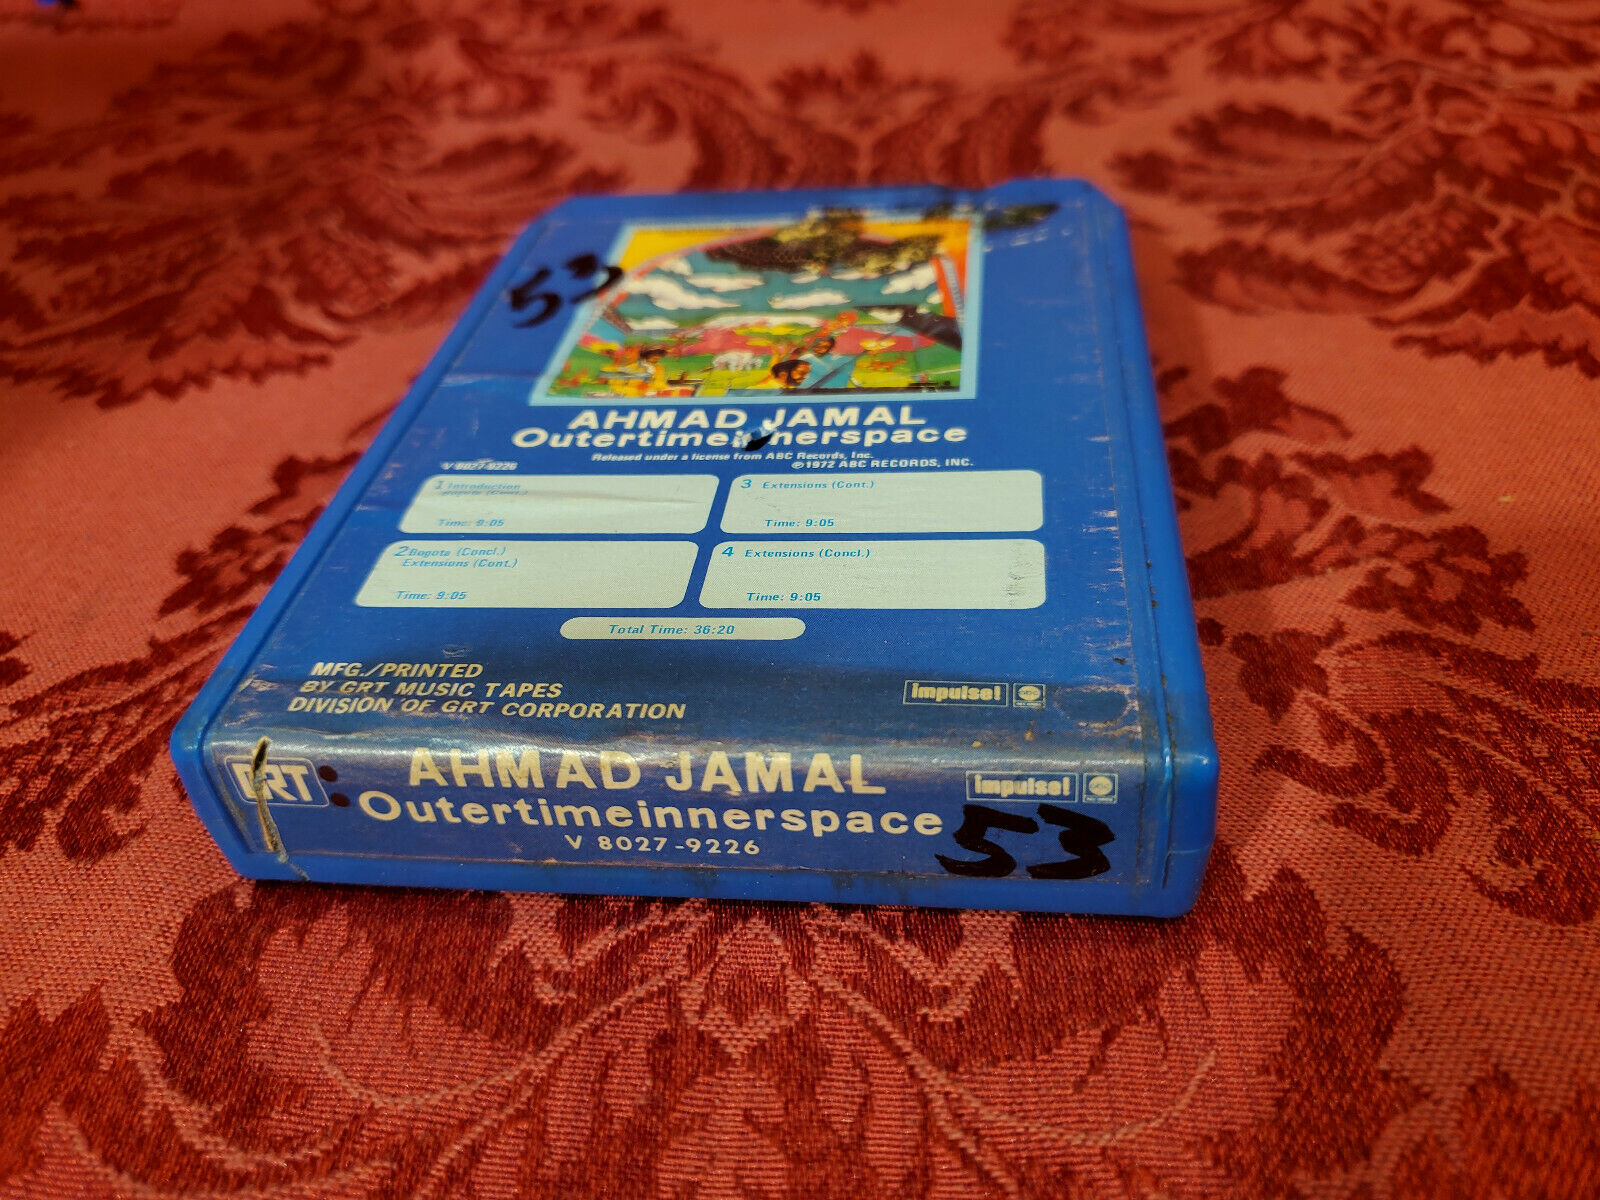 53
AHMAD JAMAL
Outertimeinnerspace
Released under a license from ABC Records, Inc.
V 8027-9226
℗1972 ABC RECORDS, INC.
1 Introduction
Bogota (Cont.)
Time: 9:05
3 Extensions (Cont.)
Time: 9:05
2 Bogota (Concl.)
Extensions (Cont.)
Time: 9:05
4 Extensions (Concl.)
Time: 9:05
Total Time: 36:20
MFG./PRINTED
BY GRT MUSIC TAPES
DIVISION OF GRT CORPORATION
impulse!
GRT
AHMAD JAMAL
Outertimeinnerspace
V 8027-9226
impulse!
53